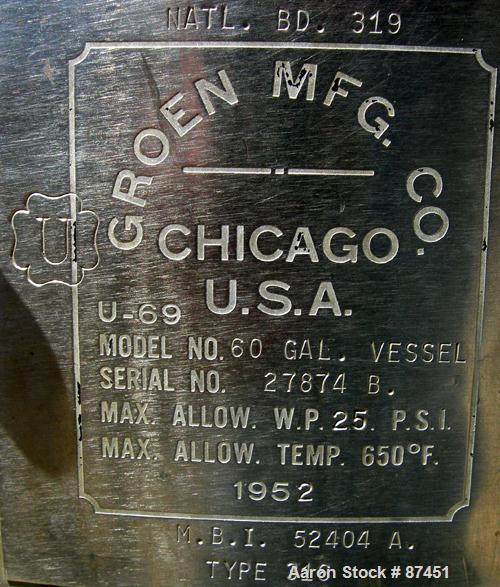 NATL. BD. 319
GROEN MFG. CO.
U
CHICAGO
U.S.A.
U-69
MODEL NO. 60 GAL. VESSEL
SERIAL NO. 27874 B.
MAX. ALLOW. W.P. 25. P.S.I.
MAX. ALLOW. TEMP. 650°F.
1952
M.B.I. 52404 A.
TYPE 316
Aaron Stock # 87451